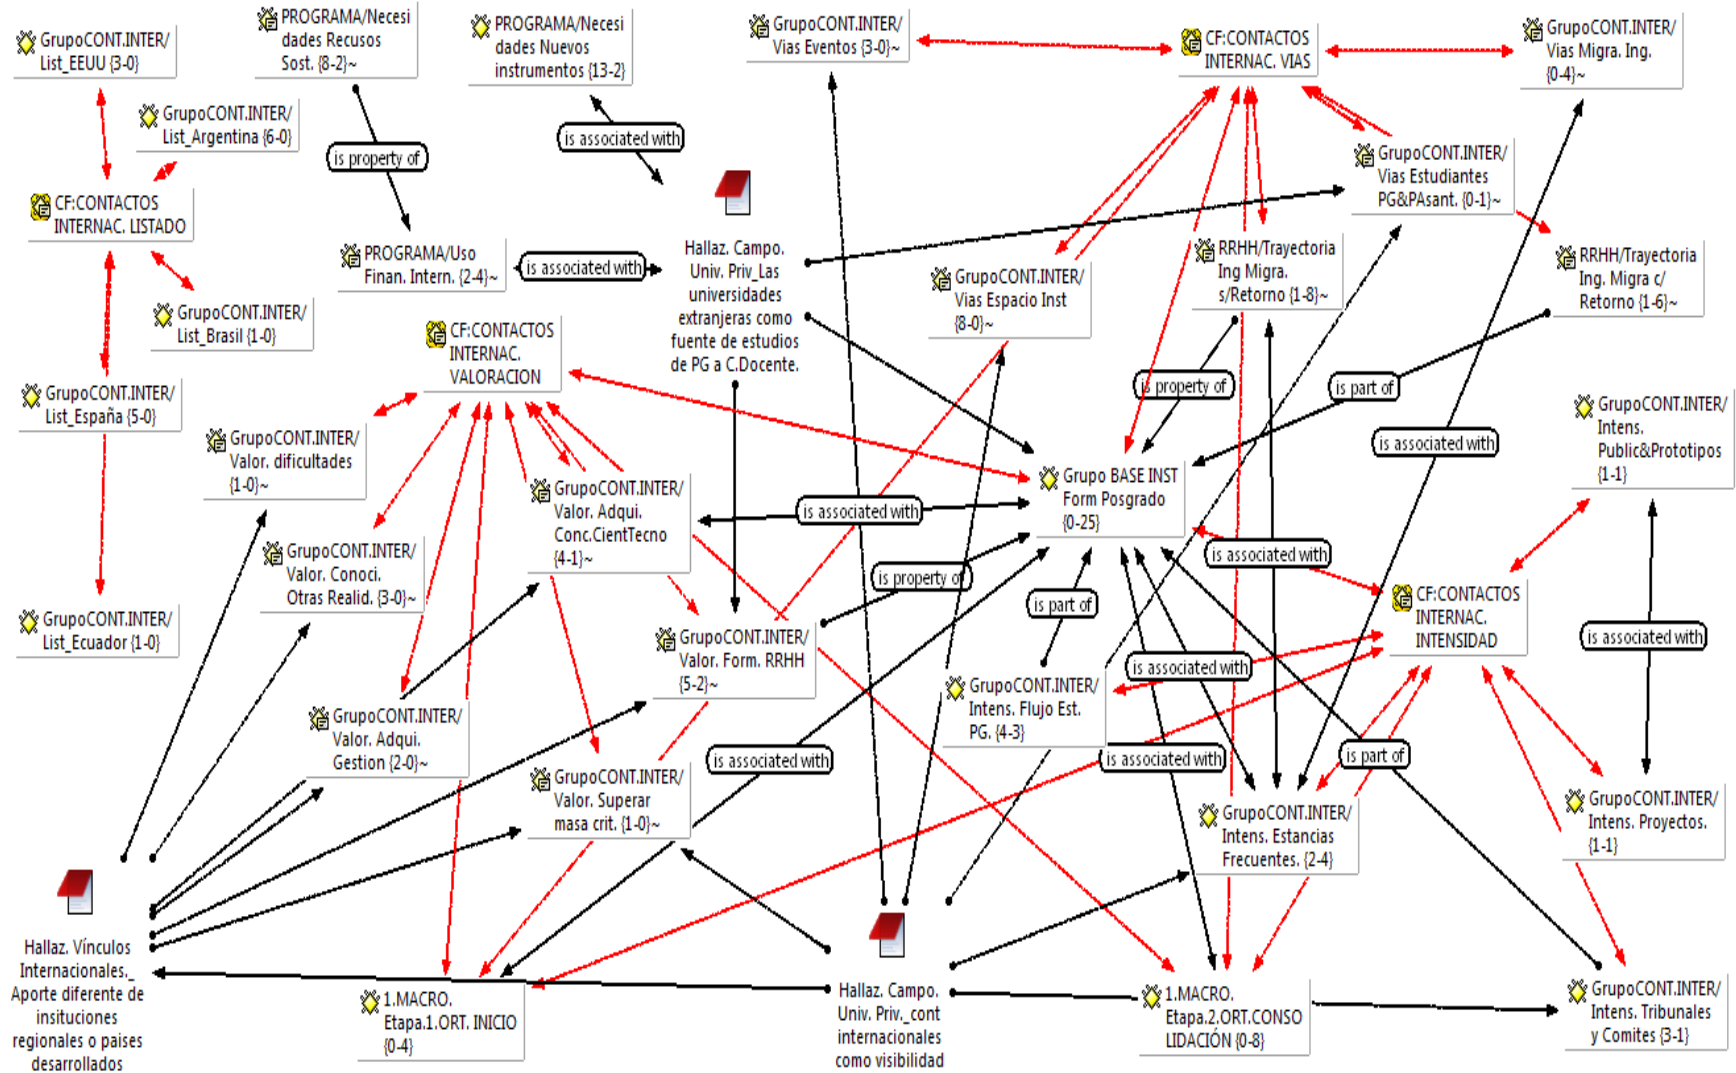 GrupoCONT.INTER/
List_EEUU {3-0}
PROGRAMA/Necesi
dades Recusos
Sost. {8-2}~
PROGRAMA/Necesi
dades Nuevos
instrumentos {13-2}
GrupoCONT.INTER/
Vias Eventos {3-0}~
CF:CONTACTOS
INTERNAC. VIAS
GrupoCONT.INTER/
Vias Migra. Ing.
{0-4}~
GrupoCONT.INTER/
List_Argentina {6-0}
is property of
is associated with
GrupoCONT.INTER/
Vias Estudiantes
PG&PAsant. {0-1}~
CF:CONTACTOS
INTERNAC. LISTADO
PROGRAMA/Uso
Finan. Intern. {2-4}~
is associated with
Hallaz. Campo.
Univ. Priv_Las
universidades
extranjeras como
fuente de estudios
de PG a C.Docente.
GrupoCONT.INTER/
Vias Espacio Inst
{8-0}~
RRHH/Trayectoria
Ing Migra.
s/Retorno {1-8}~
RRHH/Trayectoria
Ing. Migra c/
Retorno {1-6}~
GrupoCONT.INTER/
List_Brasil {1-0}
CF:CONTACTOS
INTERNAC.
VALORACION
GrupoCONT.INTER/
List_España {5-0}
is property of
is part of
GrupoCONT.INTER/
Intens.
Public&Prototipos
{1-1}
GrupoCONT.INTER/
Valor. dificultades
{1-0}~
is associated with
GrupoCONT.INTER/
Valor. Adqui.
Conc.CientTecno
{4-1}~
is associated with
Grupo BASE INST
Form Posgrado
{0-25}
is associated with
GrupoCONT.INTER/
Valor. Conoci.
Otras Realid. {3-0}~
is property of
is part of
CF:CONTACTOS
INTERNAC.
INTENSIDAD
is associated with
GrupoCONT.INTER/
List_Ecuador {1-0}
GrupoCONT.INTER/
Valor. Form. RRHH
{5-2}~
is associated with
GrupoCONT.INTER/
Intens. Flujo Est.
PG. {4-3}
GrupoCONT.INTER/
Valor. Adqui.
Gestion {2-0}~
is associated with
is associated with
is part of
GrupoCONT.INTER/
Valor. Superar
masa crit. {1-0}~
GrupoCONT.INTER/
Intens. Estancias
Frecuentes. {2-4}
GrupoCONT.INTER/
Intens. Proyectos.
{1-1}
Hallaz. Vínculos
Internacionales._
Aporte diferente de
insituciones
regionales o paises
desarrollados
1.MACRO.
Etapa.1.ORT. INICIO
{0-4}
Hallaz. Campo.
Univ. Priv._cont
internacionales
como visibilidad
1.MACRO.
Etapa.2.ORT.CONSO
LIDACIÓN {0-8}
GrupoCONT.INTER/
Intens. Tribunales
y Comites {3-1}